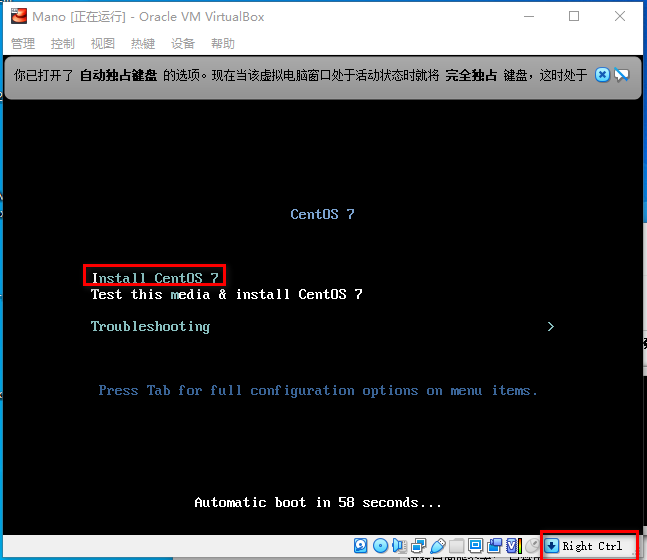 Mano [正在运行] - Oracle VM VirtualBox
管理 控制 视图 热键 设备 帮助
你已打开了 自动独占键盘 的选项。现在当该虚拟电脑窗口处于活动状态时就将 完全独占 键盘，这时处于
CentOS 7
Install CentOS 7
Test this media & install CentOS 7
Troubleshooting >
Press Tab for full configuration options on menu items.
Automatic boot in 58 seconds...
Right Ctrl